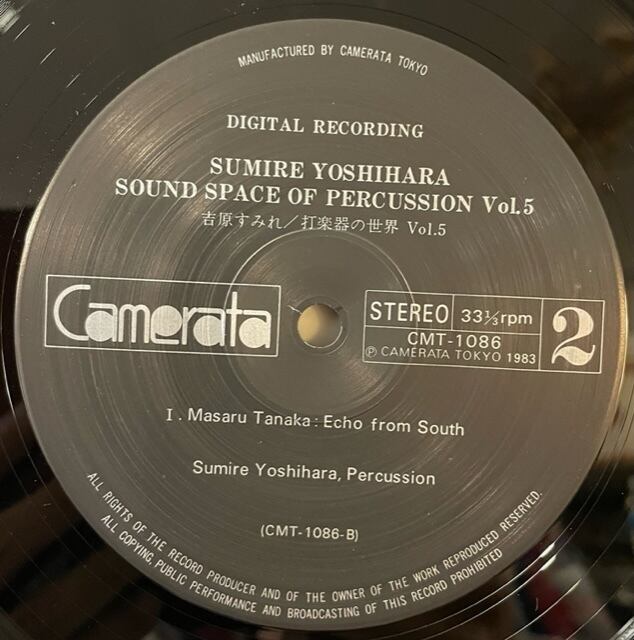 MANUFACTURED BY CAMERATA TOKYO
DIGITAL RECORDING
SUMIRE YOSHIHARA
SOUND SPACE OF PERCUSSION Vol.5
吉原すみれ/打楽器の世界 Vol.5
Camerata
STEREO 33⅓rpm
CMT-1086
Ⓟ CAMERATA TOKYO 1983
2
I. Masaru Tanaka: Echo from South
Sumire Yoshihara, Percussion
(CMT-1086-B)
ALL RIGHTS OF THE RECORD PRODUCER AND OF THE OWNER OF THE WORK REPRODUCED RESERVED.
ALL COPYING, PUBLIC PERFORMANCE AND BROADCASTING OF THIS RECORD PROHIBITED